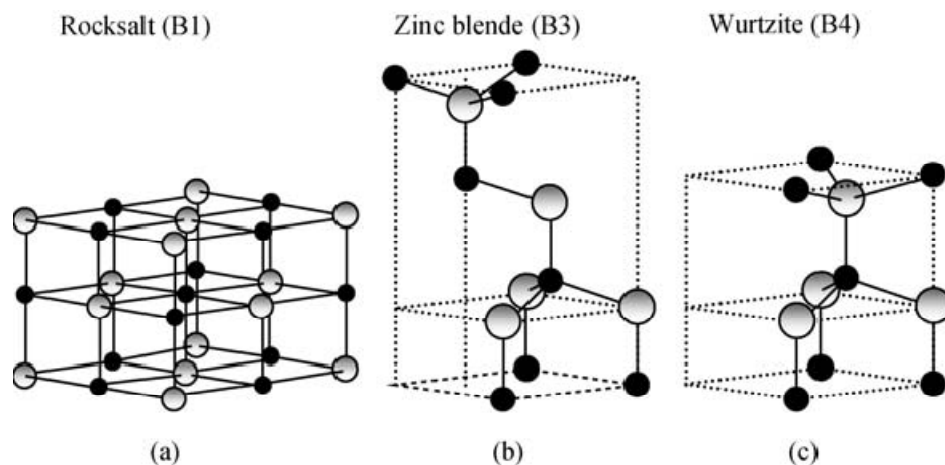 Rocksalt (B1)
Zinc blende (B3)
Wurtzite (B4)
(a)
(b)
(c)